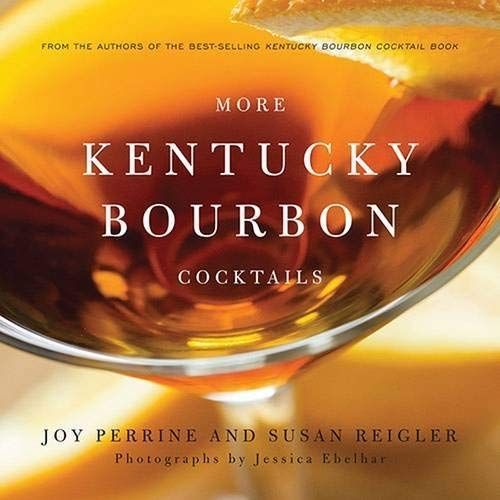 FROM THE AUTHORS OF THE BEST-SELLING KENTUCKY BOURBON COCKTAIL BOOK
MORE
KENTUCKY
BOURBON
COCKTAILS
JOY PERRINE AND SUSAN REIGLER
Photographs by Jessica Ebelhar